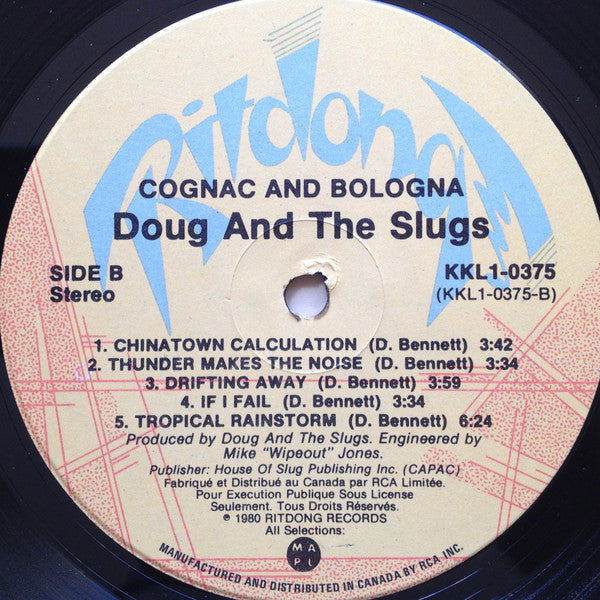 Ritdong
COGNAC AND BOLOGNA
Doug And The Slugs
SIDE B
Stereo
KKL1-0375
(KKL1-0375-B)
1. CHINATOWN CALCULATION (D. Bennett) 3:42
2. THUNDER MAKES THE NO!SE (D. Bennett) 3:34
3. DRIFTING AWAY (D. Bennett) 3:59
4. IF I FAIL (D. Bennett) 3:34
5. TROPICAL RAINSTORM (D. Bennett) 6:24
Produced by Doug And The Slugs. Engineered by
Mike "Wipeout" Jones.
Publisher: House Of Slug Publishing Inc. (CAPAC)
Fabriqué et Distribué au Canada par RCA Limitée.
Pour Execution Publique Sous License
Seulement. Tous Droits Réservés.
℗ 1980 RITDONG RECORDS
All Selections:
M A P L
MANUFACTURED AND DISTRIBUTED IN CANADA BY RCA INC.